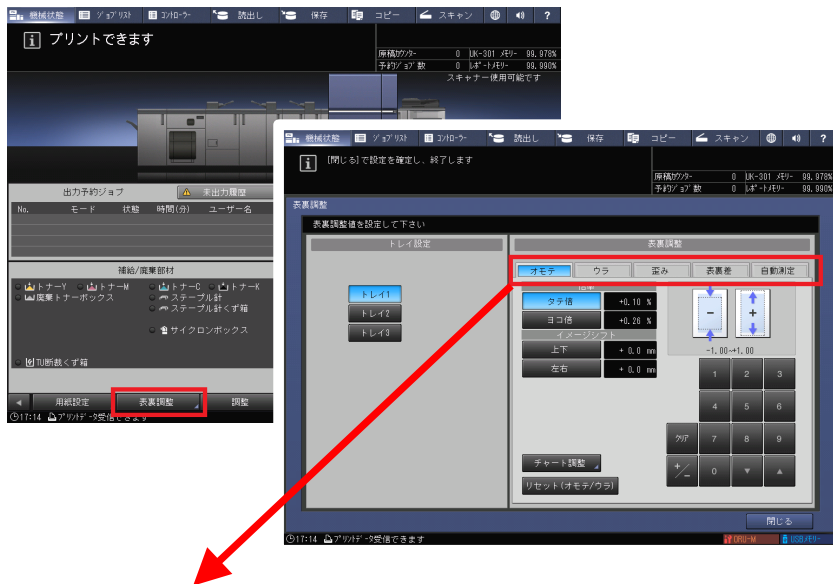 機械状態 ジョブリスト コントローラー 読出し 保存 コピー スキャン ?
プリントできます
原稿カウンター 0 UK-301 メモリー 99.978%
予約ジョブ数 0 レポートメモリー 99.990%
スキャナー使用可能です
出力予約ジョブ 未出力履歴
No. モード 状態 時間(分) ユーザー名
補給/廃棄部材
トナーY トナーM トナーC トナーK
廃棄トナーボックス ステープル針
ステープル針くず箱
サイクロンボックス
TU断裁くず箱
用紙設定 表裏調整 調整
17:14 プリントデータ受信できます
機械状態 ジョブリスト コントローラー 読出し 保存 コピー スキャン ?
[閉じる]で設定を確定し、終了します
原稿カウンター 0 UK-301 メモリー 99.978%
予約ジョブ数 0 レポートメモリー 99.990%
表裏調整
表裏調整値を設定して下さい
トレイ設定 表裏調整
オモテ ウラ 歪み 表裏差 自動測定
倍率
トレイ1 タテ倍 +0.10 %
トレイ2 ヨコ倍 +0.26 %
イメージシフト
トレイ3 上下 + 0.0 mm
左右 + 0.0 mm
- +
-1.00~+1.00
1 2 3
4 5 6
クリア 7 8 9
+/- 0 ▼ ▲
チャート調整
リセット(オモテ/ウラ)
閉じる
17:14 プリントデータ受信できます DRU-M USBメモリー